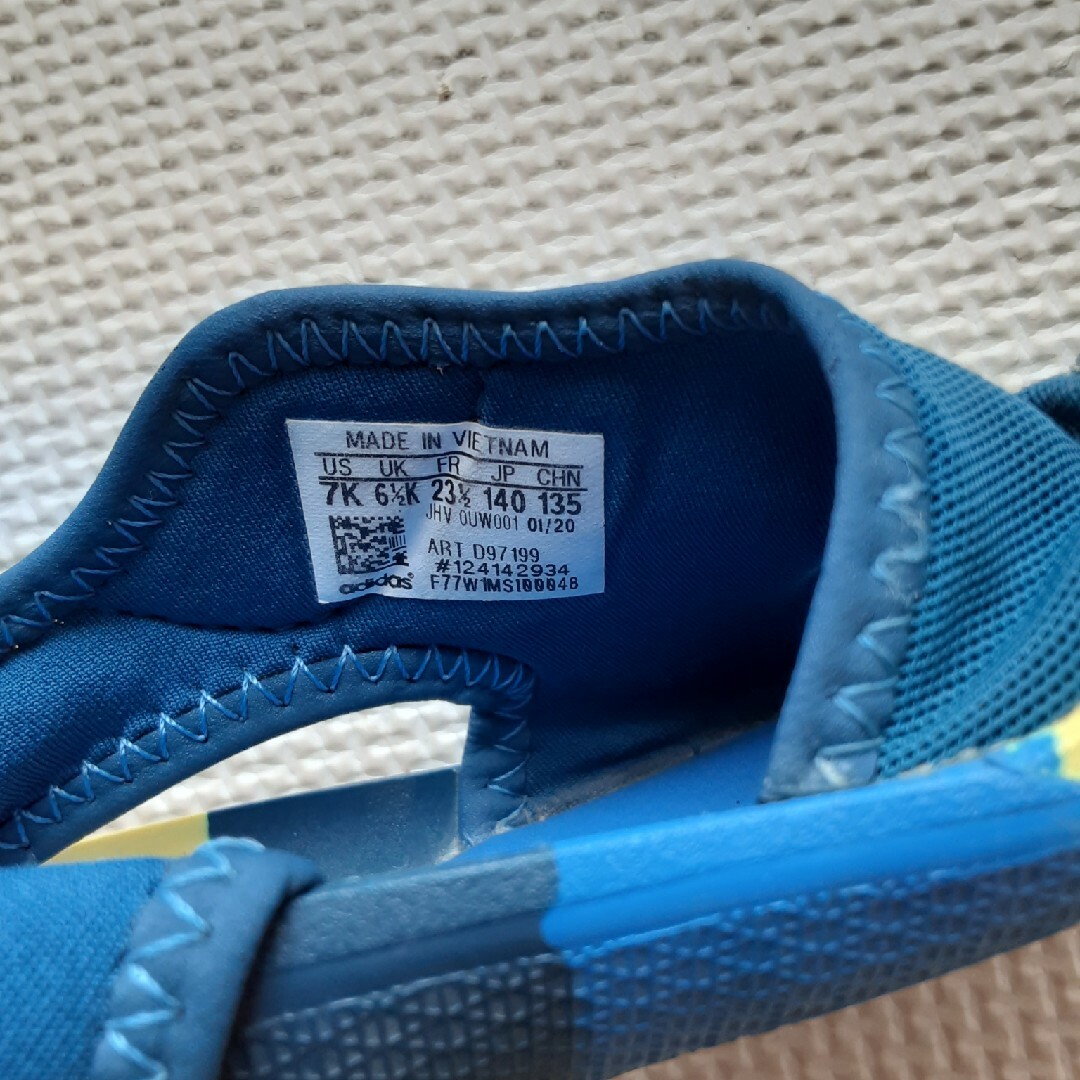 MADE IN VIETNAM
US UK FR JP CHN
7K 6½K 23½ 140 135
JHV 0UW001 01/20
ART D97199
#124142934
adidas® F77W1MS100048